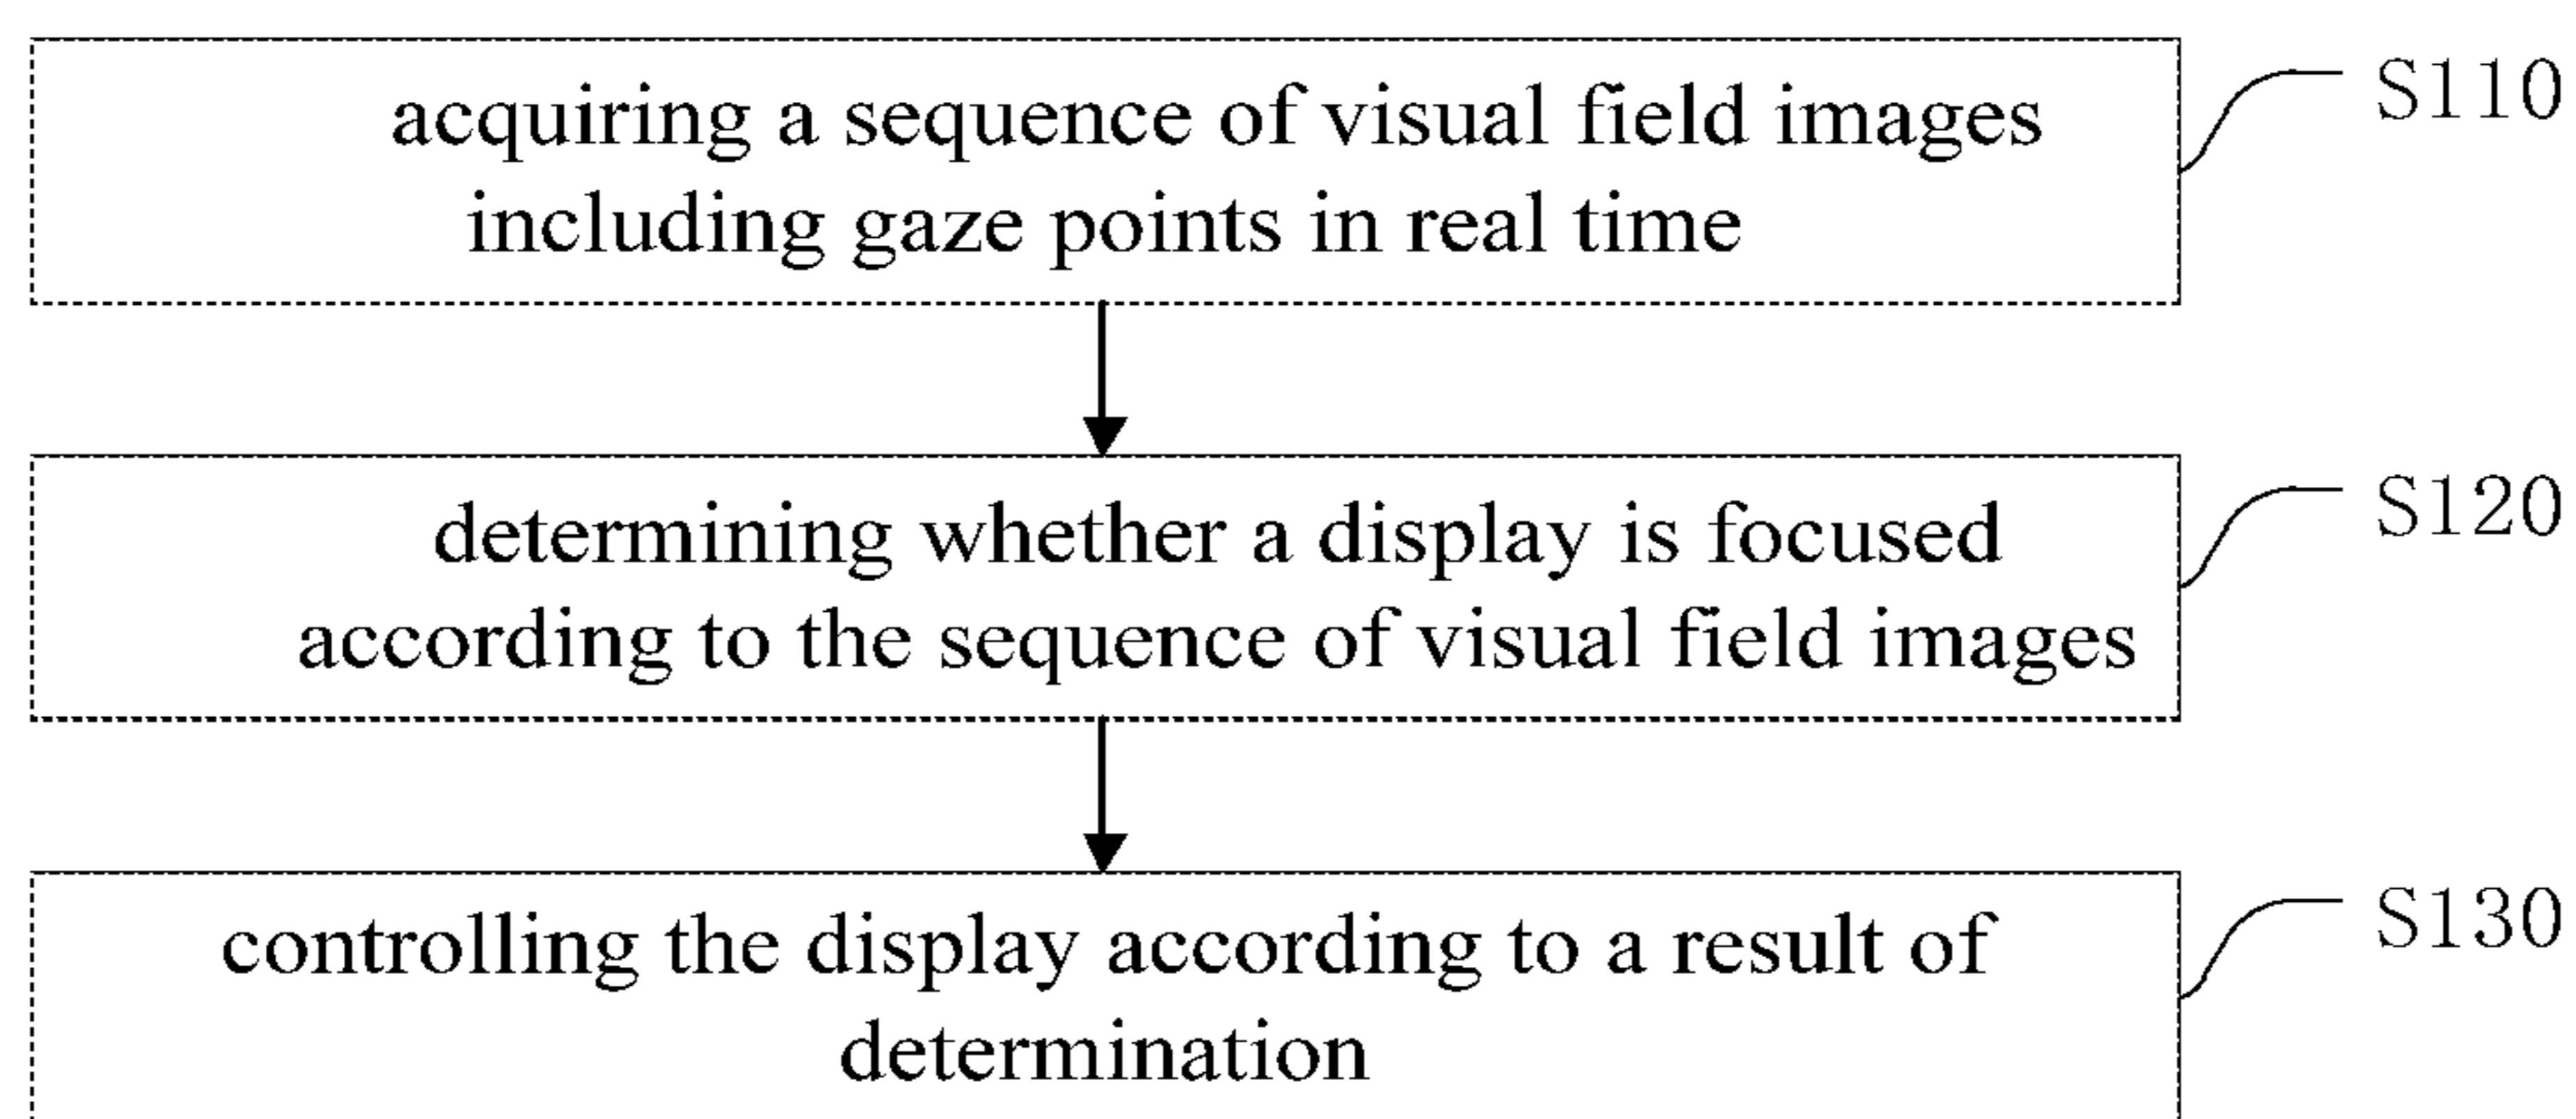 acquiring a sequence of visual field images
including gaze points in real time
S110
determining whether a display is focused
according to the sequence of visual field images
S120
controlling the display according to a result of
determination
S130